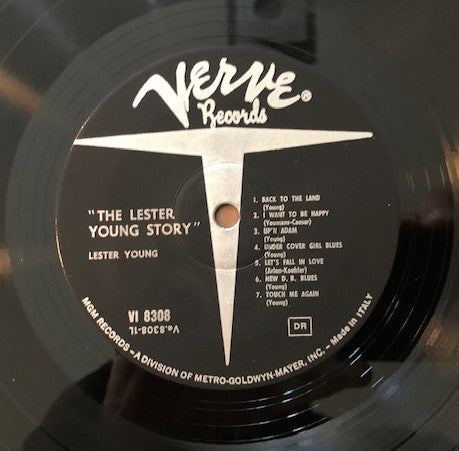 Verve®
Records
"THE LESTER
YOUNG STORY"
LESTER YOUNG
VI 8308
Ve.8308-1L
1. BACK TO THE LAND
(Young)
2. I WANT TO BE HAPPY
(Youmans-Caesar)
3. UP'N ADAM
(Young)
4. UNDER COVER GIRL BLUES
(Young)
5. LET'S FALL IN LOVE
(Arlen-Koehler)
6. NEW D. B. BLUES
(Young)
7. TOUCH ME AGAIN
(Young)
DR
MGM RECORDS - A DIVISION OF METRO-GOLDWYN-MAYER, INC. - Made in ITALY